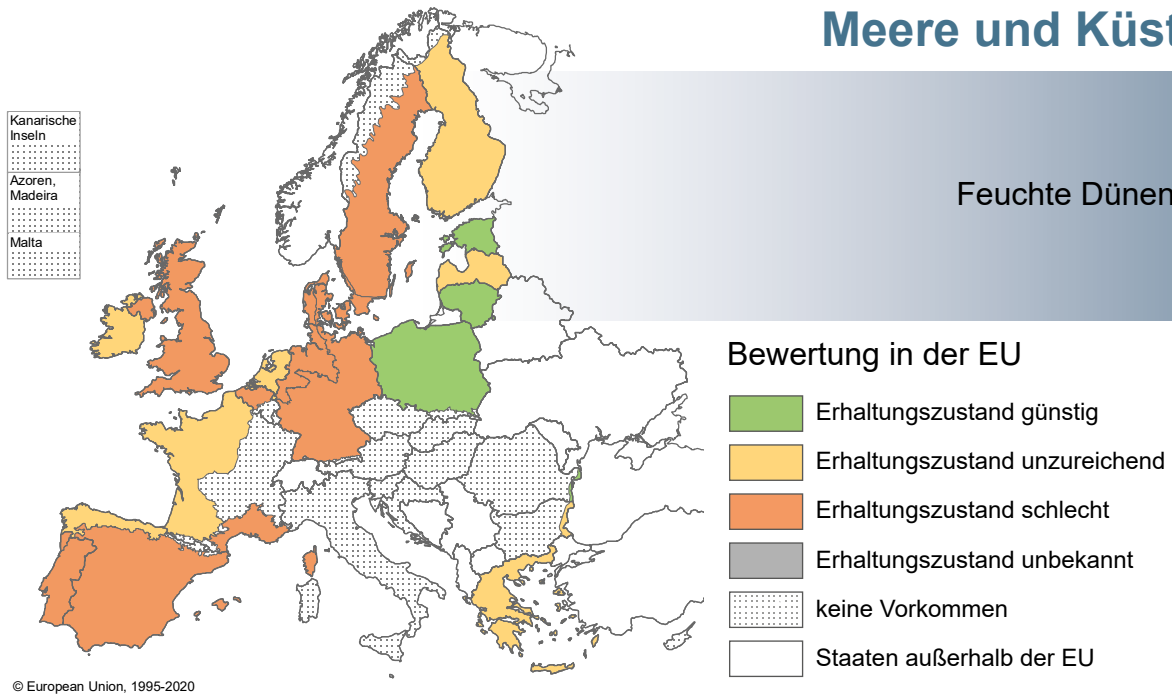 Meere und Küst
Kanarische
Inseln
Azoren,
Madeira
Malta
Feuchte Dünen
Bewertung in der EU
Erhaltungszustand günstig
Erhaltungszustand unzureichend
Erhaltungszustand schlecht
Erhaltungszustand unbekannt
keine Vorkommen
Staaten außerhalb der EU
© European Union, 1995-2020